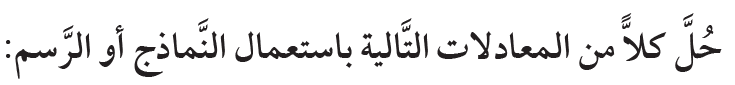 حُلَّ كلاًّ من المعادلات التَّالية باستعمال النَّماذج أو الرَّسم: